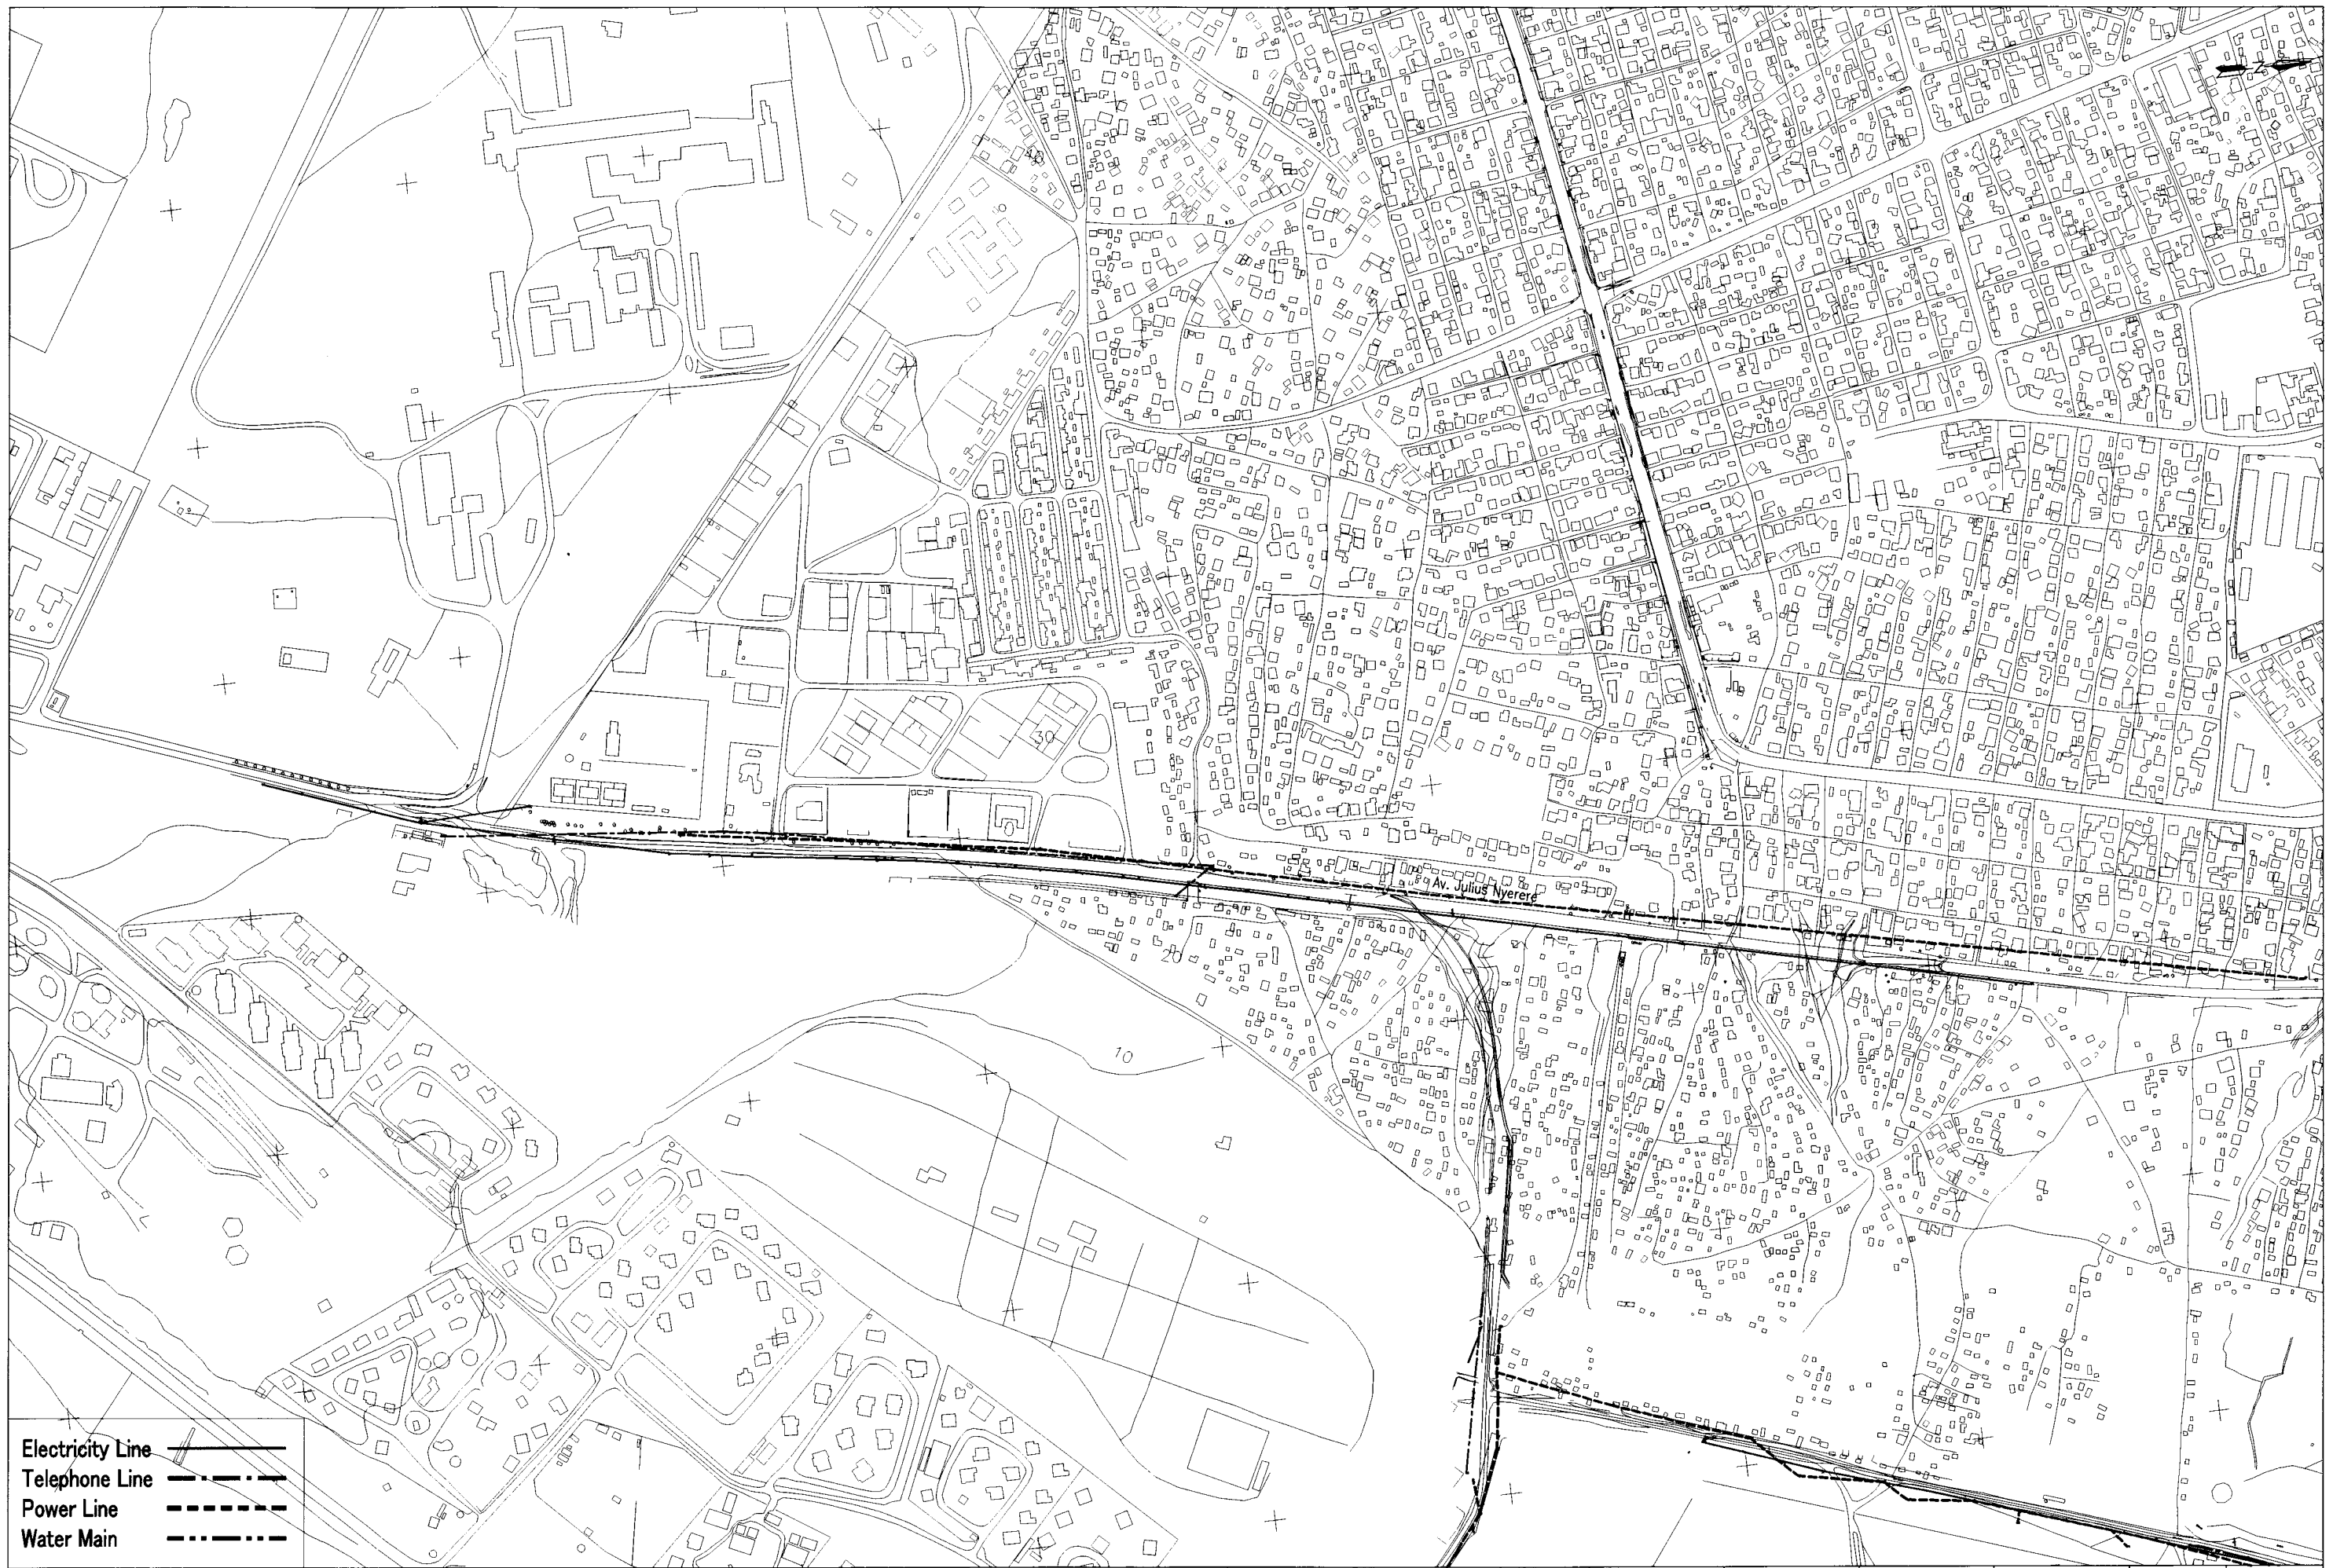 Z
40
30
Av. Julius Nyerere
20
10
Electricity Line
Telephone Line
Power Line
Water Main